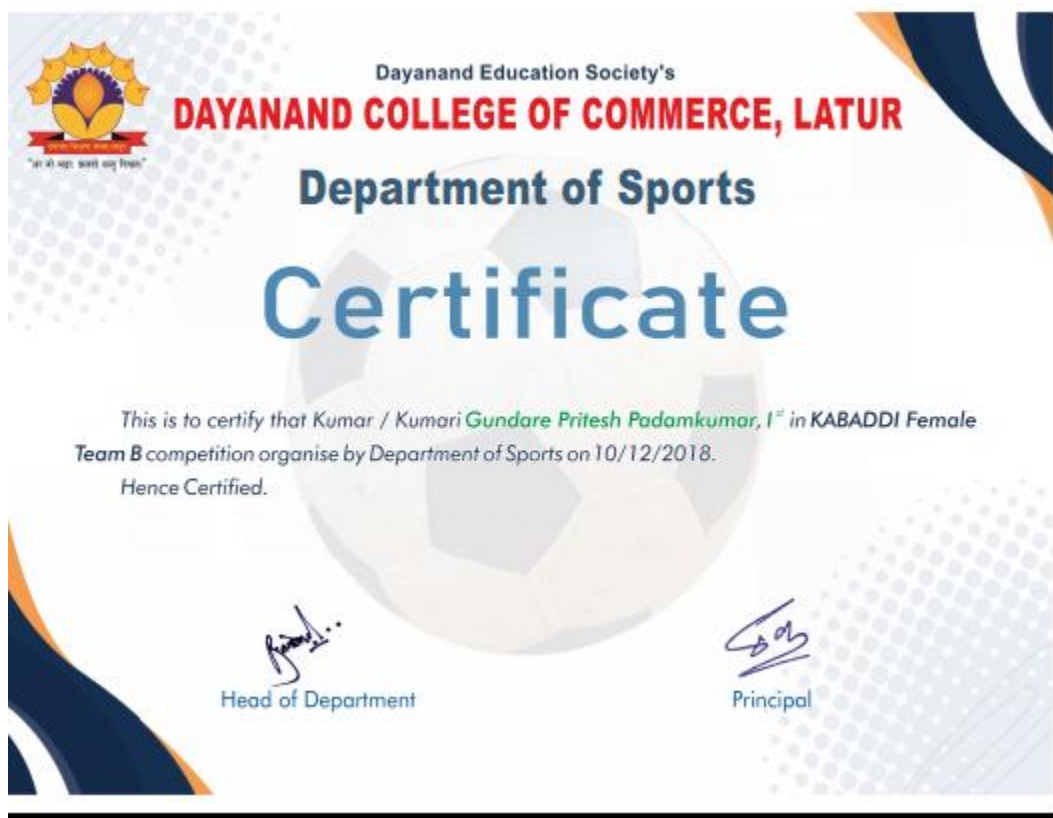 Dayanand Education Society's
DAYANAND COLLEGE OF COMMERCE, LATUR
Department of Sports
Certificate
This is to certify that Kumar / Kumari Gundare Pritesh Padamkumar, Iˢᵗ in KABADDI Female
Team B competition organise by Department of Sports on 10/12/2018.
Hence Certified.
Head of Department
Principal